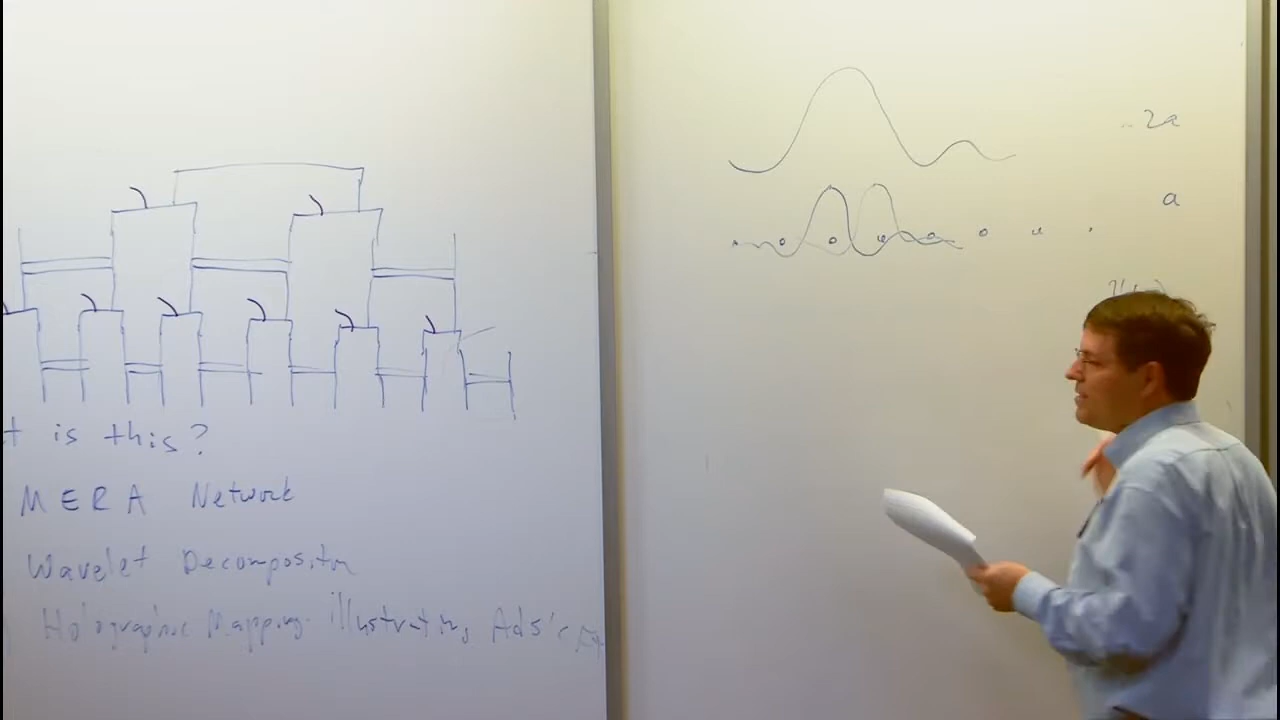 is this?
MERA Network
Wavelet Decomposition
Holographic Mapping illustrating AdS
2a
a